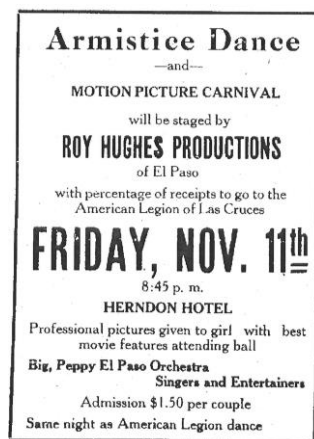 Armistice Dance
—and—
MOTION PICTURE CARNIVAL
will be staged by
ROY HUGHES PRODUCTIONS
of El Paso
with percentage of receipts to go to the
American Legion of Las Cruces
FRIDAY, NOV. 11th
8:45 p. m.
HERNDON HOTEL
Professional pictures given to girl with best
movie features attending ball
Big, Peppy El Paso Orchestra
Singers and Entertainers
Admission $1.50 per couple
Same night as American Legion dance